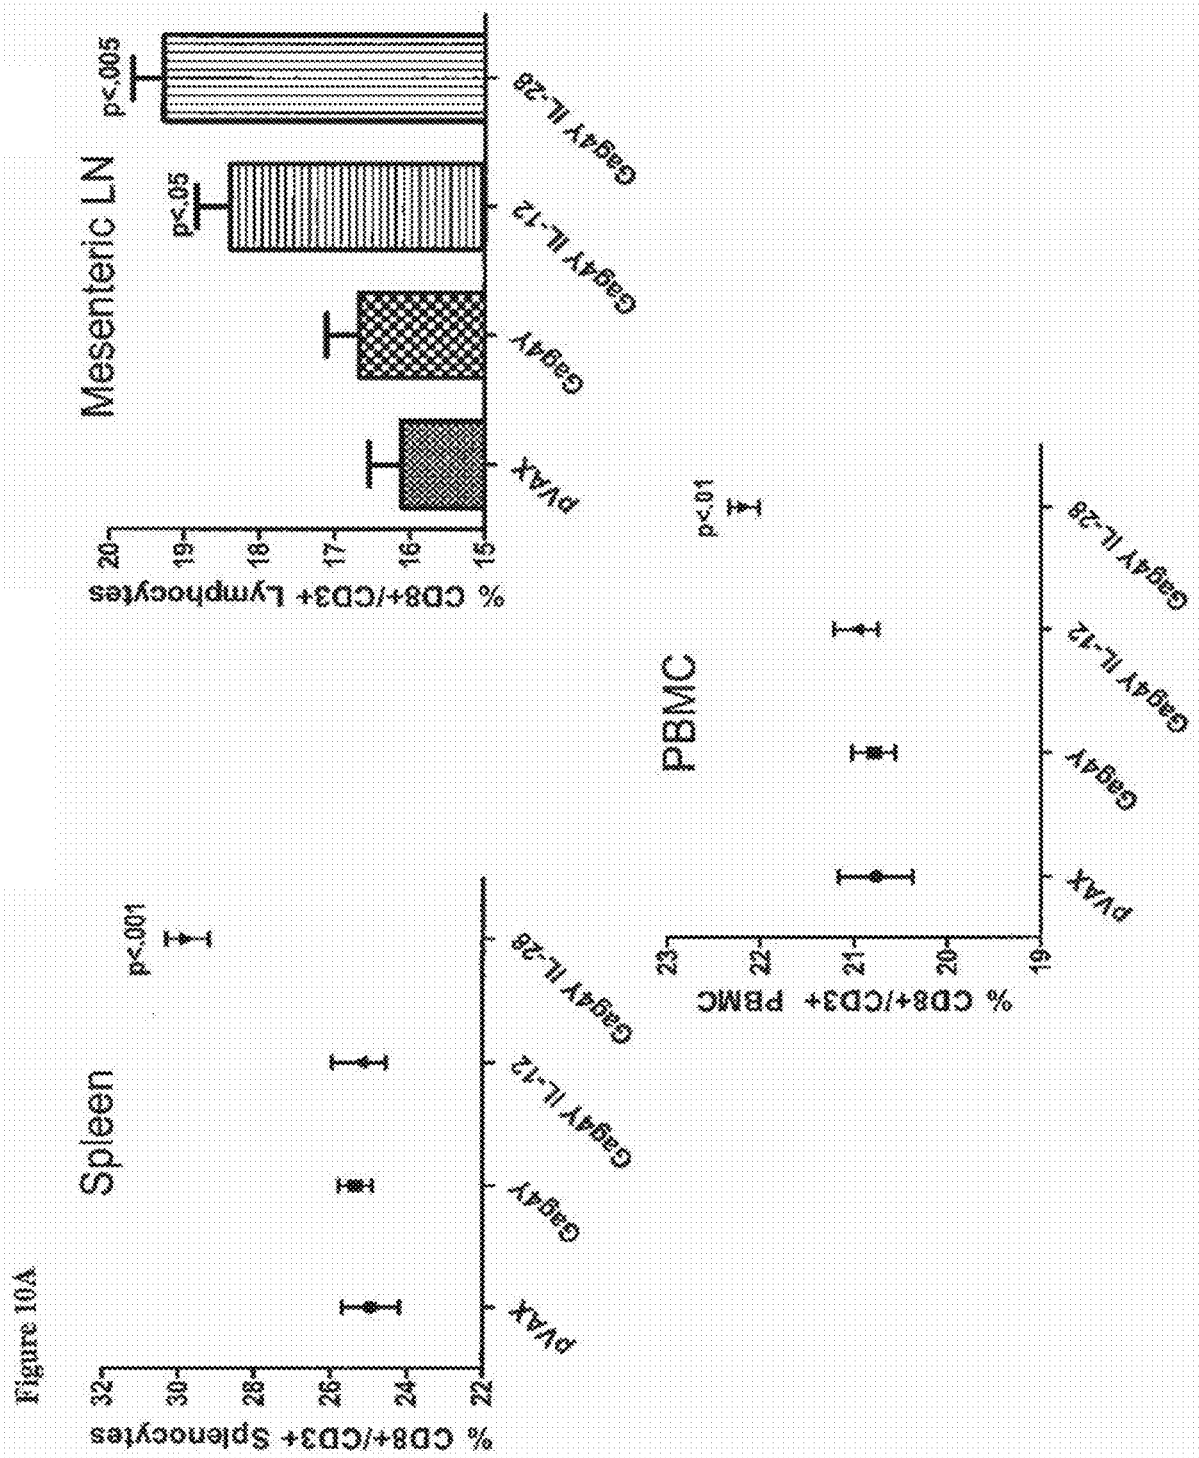 Figure 10A
Spleen
% CD8+/CD3+ Splenocytes
32
30
28
26
24
22
p<.001
pVAX
Gag4Y
Gag4Y IL-12
Gag4Y IL-28
Mesenteric LN
% CD8+/CD3+ Lymphocytes
20
19
18
17
16
15
p<.05
p<.005
pVAX
Gag4Y
Gag4Y IL-12
Gag4Y IL-28
PBMC
% CD8+/CD3+ PBMC
23
22
21
20
19
p<.01
pVAX
Gag4Y
Gag4Y IL-12
Gag4Y IL-28